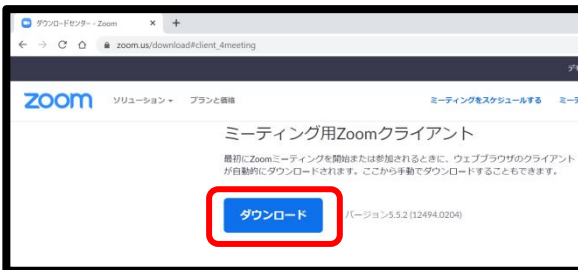 ダウンロードセンター - Zoom
zoom.us/download#client_4meeting
デモ
zoom ソリューション プランと価格 ミーティングをスケジュールする ミーテ
ミーティング用Zoomクライアント
最初にZoomミーティングを開始または参加されるときに、ウェブブラウザのクライアント
が自動的にダウンロードされます。ここから手動でダウンロードすることもできます。
ダウンロード バージョン5.5.2 (12494.0204)